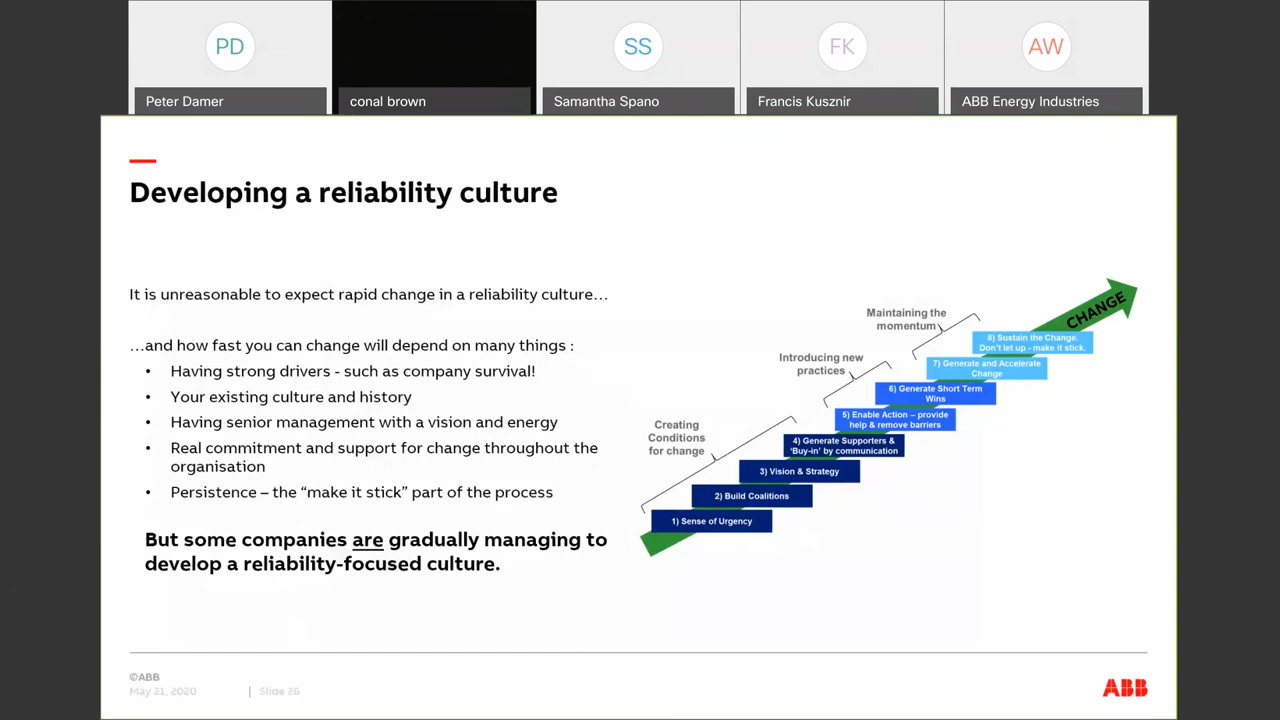 PD
SS
FK
AW
Peter Damer
conal brown
Samantha Spano
Francis Kusznir
ABB Energy Industries
Developing a reliability culture
It is unreasonable to expect rapid change in a reliability culture…
…and how fast you can change will depend on many things :
• Having strong drivers - such as company survival!
• Your existing culture and history
• Having senior management with a vision and energy
• Real commitment and support for change throughout the
organisation
• Persistence – the “make it stick” part of the process
But some companies are gradually managing to
develop a reliability-focused culture.
CHANGE
Maintaining the
momentum
8) Sustain the Change.
Don’t let up - make it stick.
7) Generate and Accelerate
Change
Introducing new
practices
6) Generate Short Term
Wins
5) Enable Action – provide
help & remove barriers
Creating
Conditions
for change
4) Generate Supporters &
‘Buy-in’ by communication
3) Vision & Strategy
2) Build Coalitions
1) Sense of Urgency
©ABB
May 21, 2020 | Slide 26
ABB